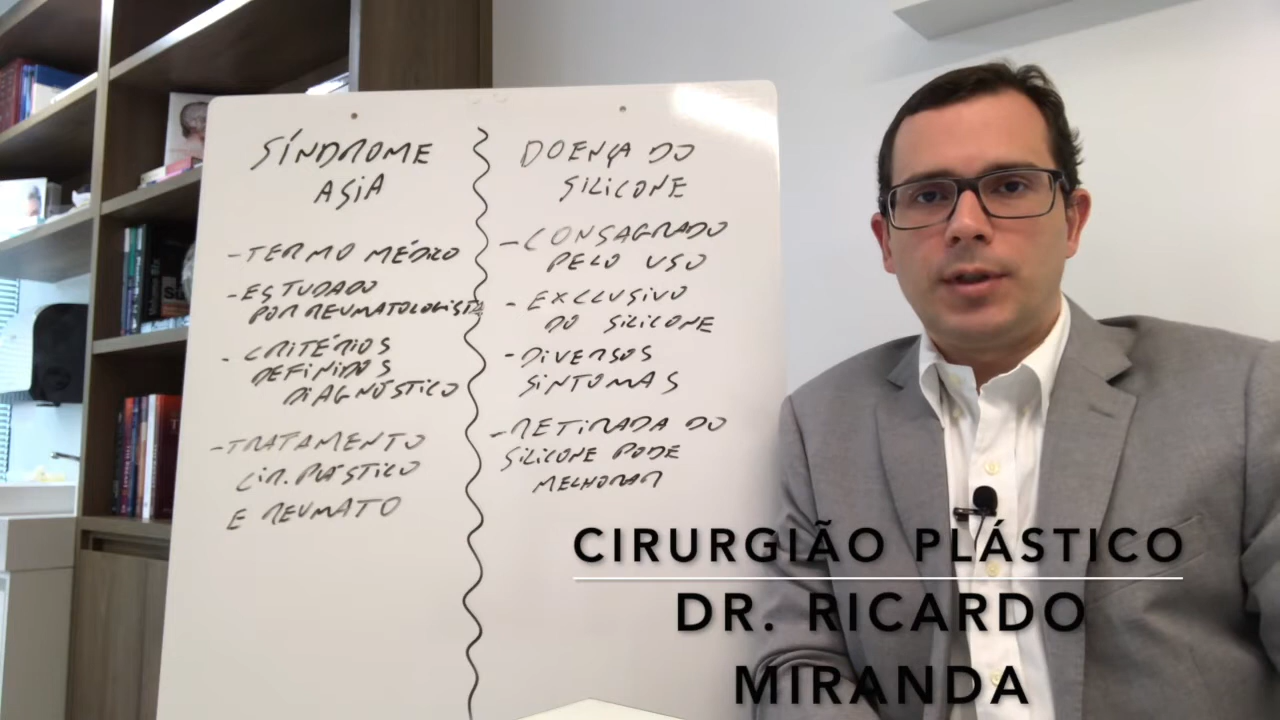 SÍNDROME
ASIA
- TERMO MÉDICO
- ESTUDADO
POR REUMATOLOGISTA
- CRITÉRIOS
DEFINIDOS
DIAGNÓSTICO
- TRATAMENTO
CIR. PLÁSTICO
E REUMATO
DOENÇA DO
SILICONE
- CONSAGRADO
PELO USO
- EXCLUSIVO
DO SILICONE
- DIVERSOS
SINTOMAS
- RETIRADA DO
SILICONE PODE
MELHORAR
CIRURGIÃO PLÁSTICO
DR. RICARDO
MIRANDA